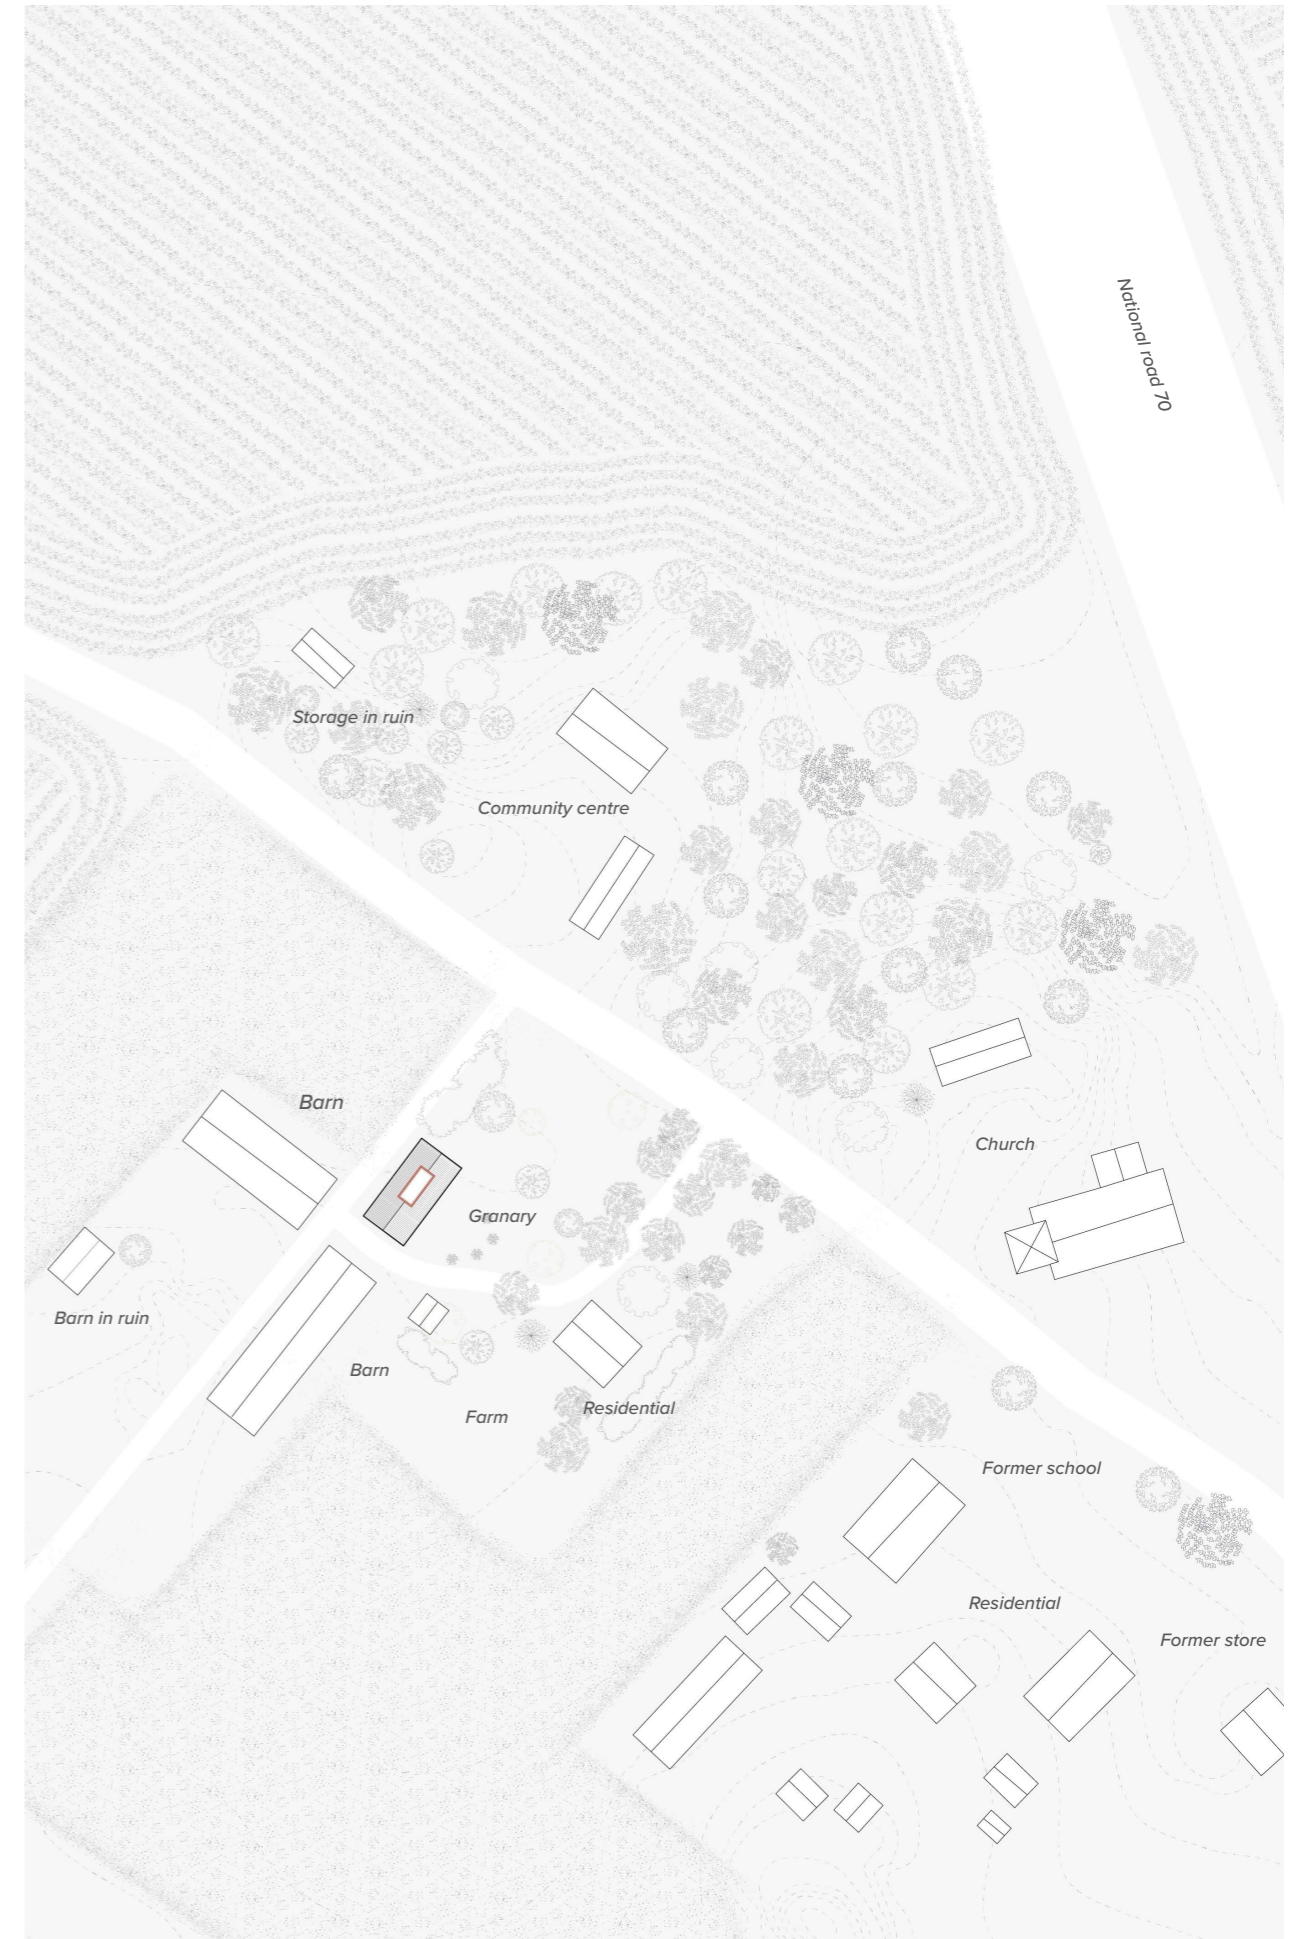 National road 70
Storage in ruin
Community centre
Barn
Church
Granary
Barn in ruin
Barn
Residential
Farm
Former school
Residential
Former store